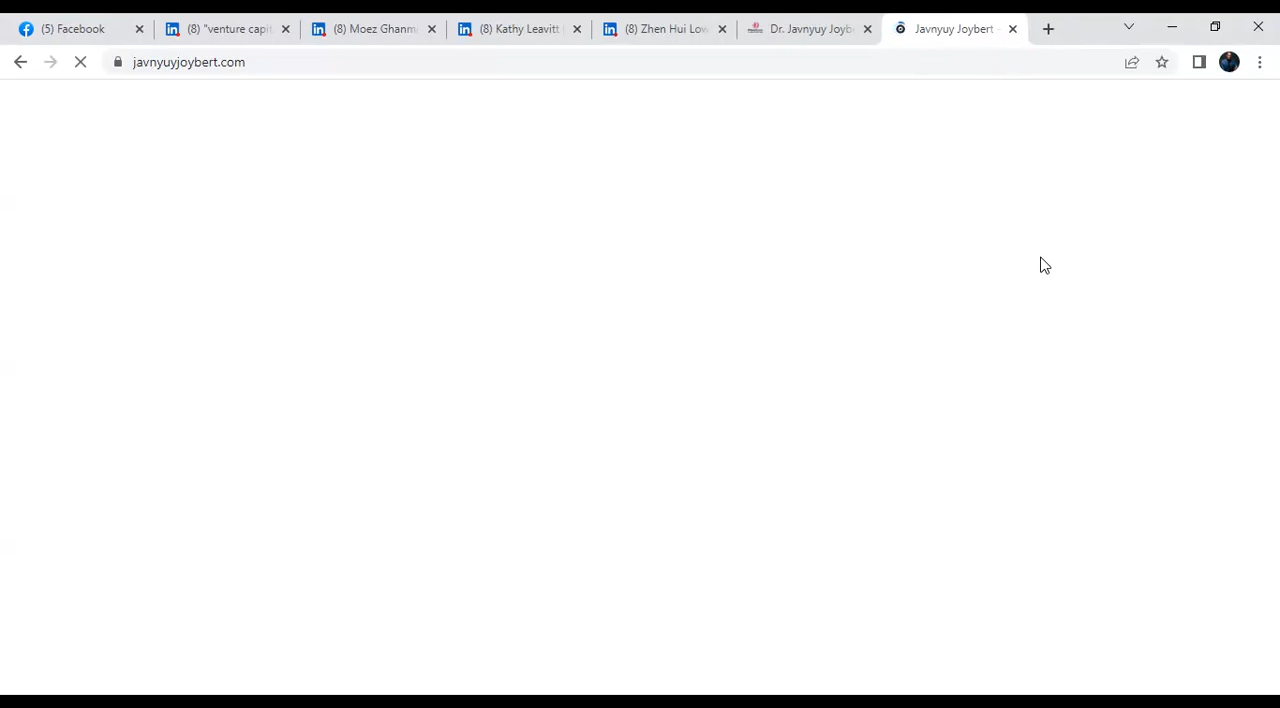 (5) Facebook
(8) "venture capi
(8) Moez Ghanm
(8) Kathy Leavitt
(8) Zhen Hui Low
Dr. Javnyuy Joyb
Javnyuy Joybert -
javnyuyjoybert.com